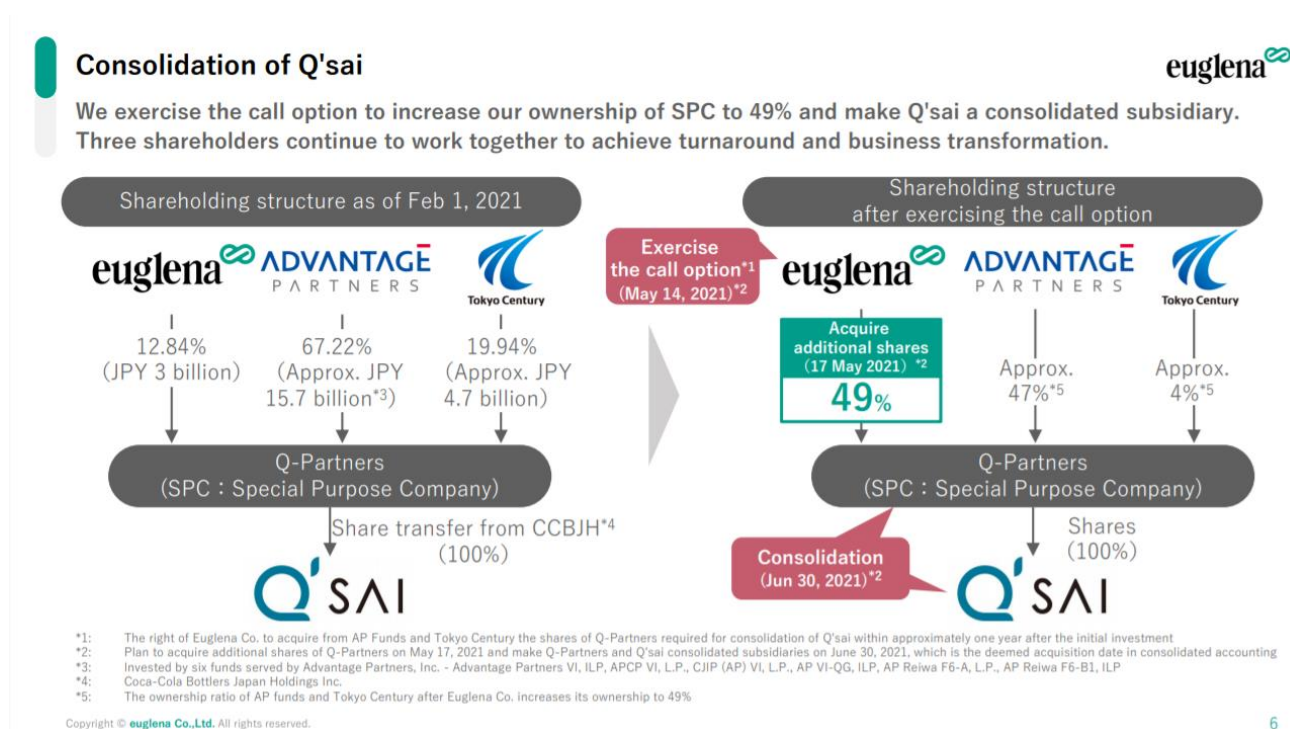 Consolidation of Q'sai
euglena
We exercise the call option to increase our ownership of SPC to 49% and make Q'sai a consolidated subsidiary.
Three shareholders continue to work together to achieve turnaround and business transformation.
Shareholding structure as of Feb 1, 2021
euglena
ADVANTAGE
PARTNERS
Tokyo Century
12.84%
(JPY 3 billion)
67.22%
(Approx. JPY
15.7 billion*3)
19.94%
(Approx. JPY
4.7 billion)
Q-Partners
(SPC：Special Purpose Company)
Share transfer from CCBJH*4
(100%)
Q'SAI
Shareholding structure
after exercising the call option
Exercise
the call option*1
(May 14, 2021)*2
euglena
ADVANTAGE
PARTNERS
Tokyo Century
Acquire
additional shares
(17 May 2021) *2
49%
Approx.
47%*5
Approx.
4%*5
Q-Partners
(SPC：Special Purpose Company)
Consolidation
(Jun 30, 2021)*2
Shares
(100%)
Q'SAI
*1: The right of Euglena Co. to acquire from AP Funds and Tokyo Century the shares of Q-Partners required for consolidation of Q'sai within approximately one year after the initial investment
*2: Plan to acquire additional shares of Q-Partners on May 17, 2021 and make Q-Partners and Q'sai consolidated subsidiaries on June 30, 2021, which is the deemed acquisition date in consolidated accounting
*3: Invested by six funds served by Advantage Partners, Inc. - Advantage Partners VI, ILP, APCP VI, L.P., CJIP (AP) VI, L.P., AP VI-QG, ILP, AP Reiwa F6-A, L.P., AP Reiwa F6-B1, ILP
*4: Coca-Cola Bottlers Japan Holdings Inc.
*5: The ownership ratio of AP funds and Tokyo Century after Euglena Co. increases its ownership to 49%
Copyright © euglena Co.,Ltd. All rights reserved.
6